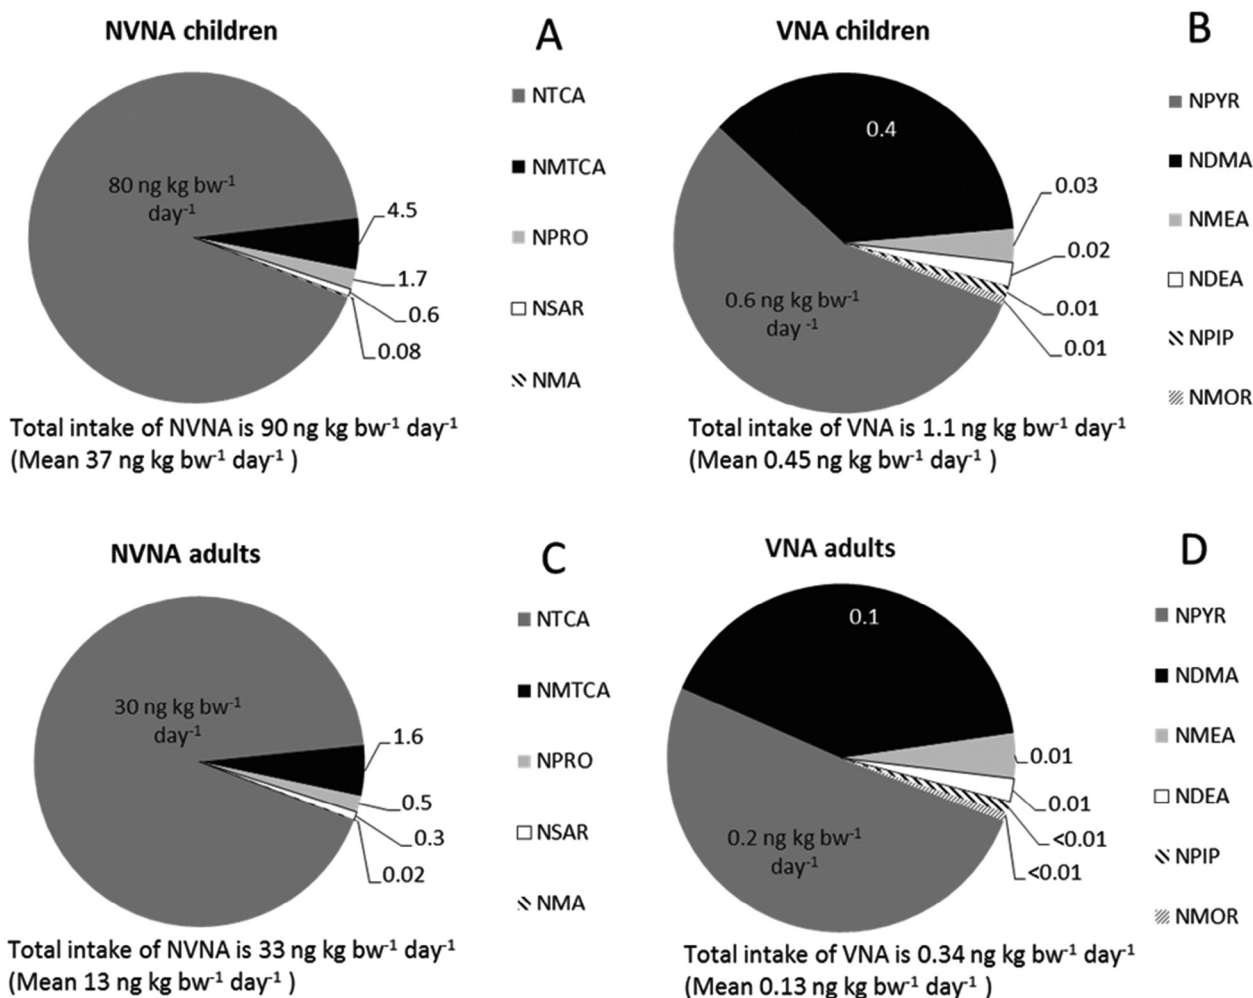 NVNA children
A
80 ng kg bw⁻¹
day⁻¹
4.5
1.7
0.6
0.08
NTCA
NMTCA
NPRO
NSAR
NMA
Total intake of NVNA is 90 ng kg bw⁻¹ day⁻¹
(Mean 37 ng kg bw⁻¹ day⁻¹ )
VNA children
B
0.4
0.6 ng kg bw⁻¹
day ⁻¹
0.03
0.02
0.01
0.01
NPYR
NDMA
NMEA
NDEA
NPIP
NMOR
Total intake of VNA is 1.1 ng kg bw⁻¹ day⁻¹
(Mean 0.45 ng kg bw⁻¹ day⁻¹ )
NVNA adults
C
30 ng kg bw⁻¹
day⁻¹
1.6
0.5
0.3
0.02
NTCA
NMTCA
NPRO
NSAR
NMA
Total intake of NVNA is 33 ng kg bw⁻¹ day⁻¹
(Mean 13 ng kg bw⁻¹ day⁻¹ )
VNA adults
D
0.1
0.2 ng kg bw⁻¹
day⁻¹
0.01
0.01
<0.01
<0.01
NPYR
NDMA
NMEA
NDEA
NPIP
NMOR
Total intake of VNA is 0.34 ng kg bw⁻¹ day⁻¹
(Mean 0.13 ng kg bw⁻¹ day⁻¹ )